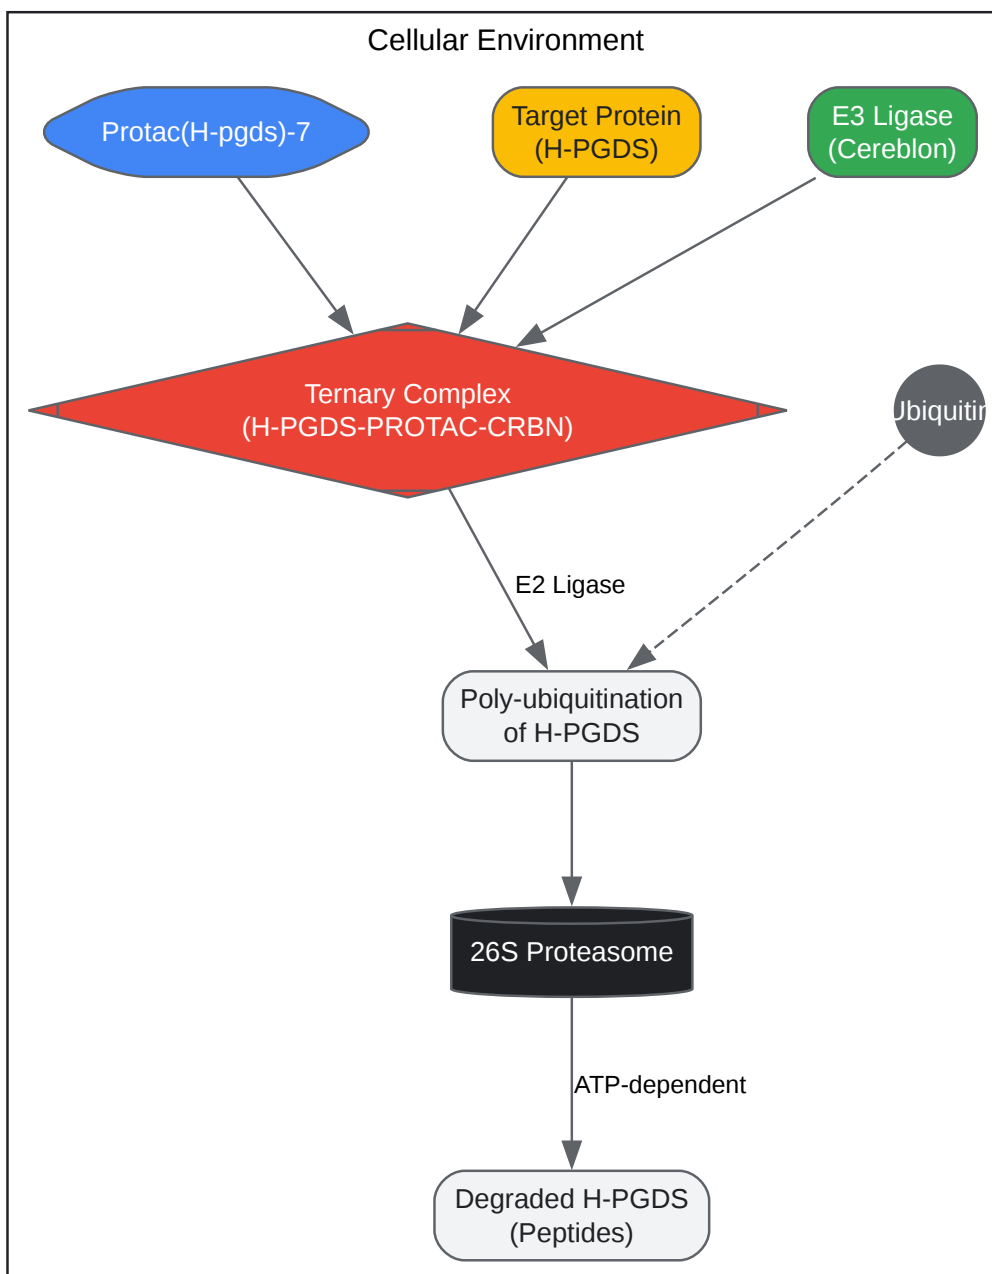 Cellular Environment
Protac(H-pgds)-7
Target Protein
(H-PGDS)
E3 Ligase
(Cereblon)
Ternary Complex
(H-PGDS-PROTAC-CRBN)
Ubiquitin
E2 Ligase
Poly-ubiquitination
of H-PGDS
26S Proteasome
ATP-dependent
Degraded H-PGDS
(Peptides)